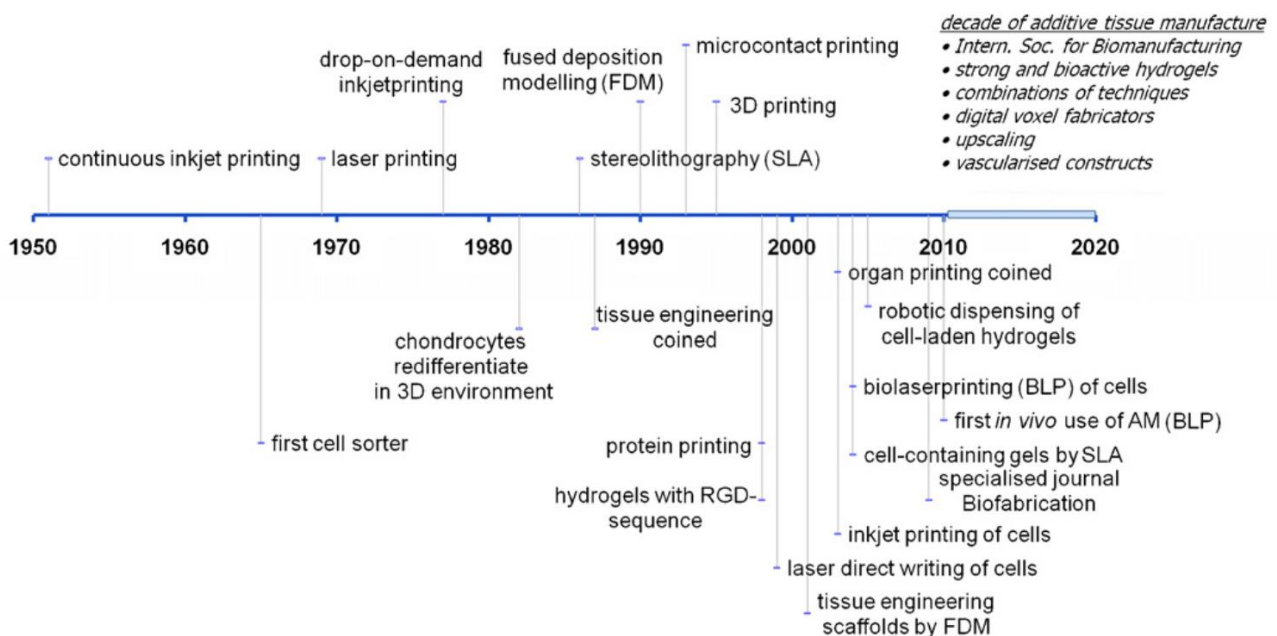 decade of additive tissue manufacture
• Intern. Soc. for Biomanufacturing
• strong and bioactive hydrogels
• combinations of techniques
• digital voxel fabricators
• upscaling
• vascularised constructs
microcontact printing
drop-on-demand
inkjetprinting
fused deposition
modelling (FDM)
3D printing
continuous inkjet printing
laser printing
stereolithography (SLA)
1950
1960
1970
1980
1990
2000
2010
2020
organ printing coined
robotic dispensing of
cell-laden hydrogels
tissue engineering
coined
chondrocytes
redifferentiate
in 3D environment
biolaserprinting (BLP) of cells
first in vivo use of AM (BLP)
first cell sorter
protein printing
cell-containing gels by SLA
specialised journal
Biofabrication
hydrogels with RGD-
sequence
inkjet printing of cells
laser direct writing of cells
tissue engineering
scaffolds by FDM